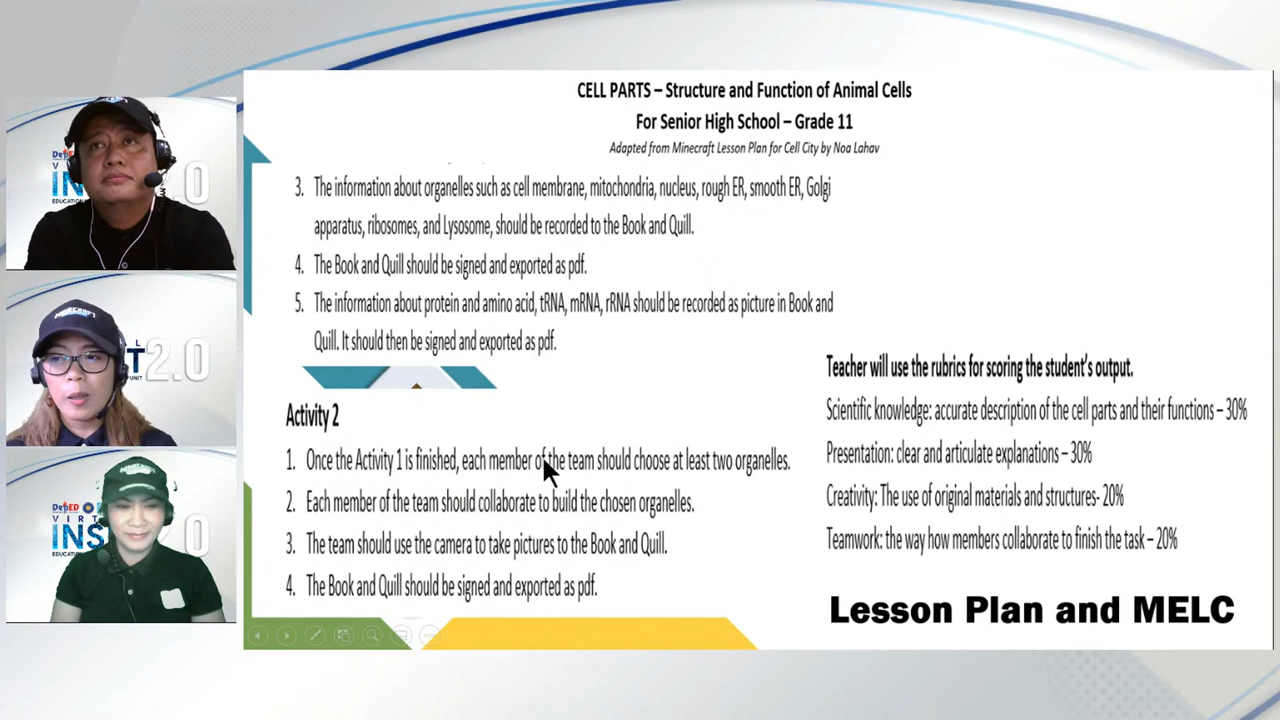 CELL PARTS – Structure and Function of Animal Cells
For Senior High School – Grade 11
Adapted from Minecraft Lesson Plan for Cell City by Noa Lahav
3. The information about organelles such as cell membrane, mitochondria, nucleus, rough ER, smooth ER, Golgi
apparatus, ribosomes, and Lysosome, should be recorded to the Book and Quill.
4. The Book and Quill should be signed and exported as pdf.
5. The information about protein and amino acid, tRNA, mRNA, rRNA should be recorded as picture in Book and
Quill. It should then be signed and exported as pdf.
Activity 2
1. Once the Activity 1 is finished, each member of the team should choose at least two organelles.
2. Each member of the team should collaborate to build the chosen organelles.
3. The team should use the camera to take pictures to the Book and Quill.
4. The Book and Quill should be signed and exported as pdf.
Teacher will use the rubrics for scoring the student's output.
Scientific knowledge: accurate description of the cell parts and their functions – 30%
Presentation: clear and articulate explanations – 30%
Creativity: The use of original materials and structures- 20%
Teamwork: the way how members collaborate to finish the task – 20%
Lesson Plan and MELC
MINECRAFT
2.0
DepED
VIRT
INS